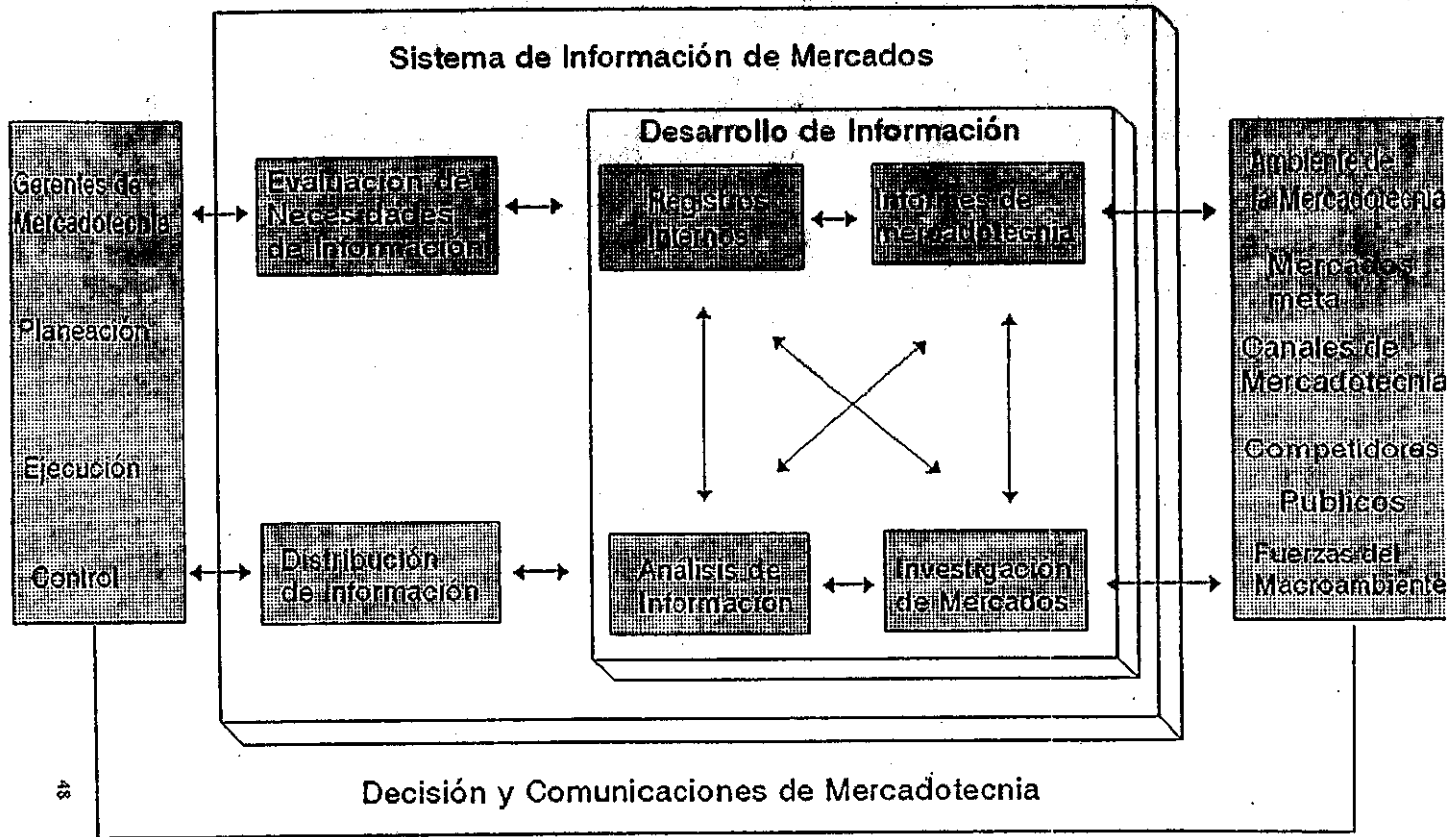 Sistema de Información de Mercados
Gerentes de
Mercadotecnia
Planeación
Ejecución
Control
Evaluación de
Necesidades
de Información
Distribución
de Información
Desarrollo de Información
Registros
Internos
Informes de
mercadotecnia
Análisis de
Información
Investigación
de Mercados
Ambiente de
la Mercadotecnia
Mercados
meta
Canales de
Mercadotecnia
Competidores
Publicos
Fuerzas del
Macroambiente
Decisión y Comunicaciones de Mercadotecnia
48